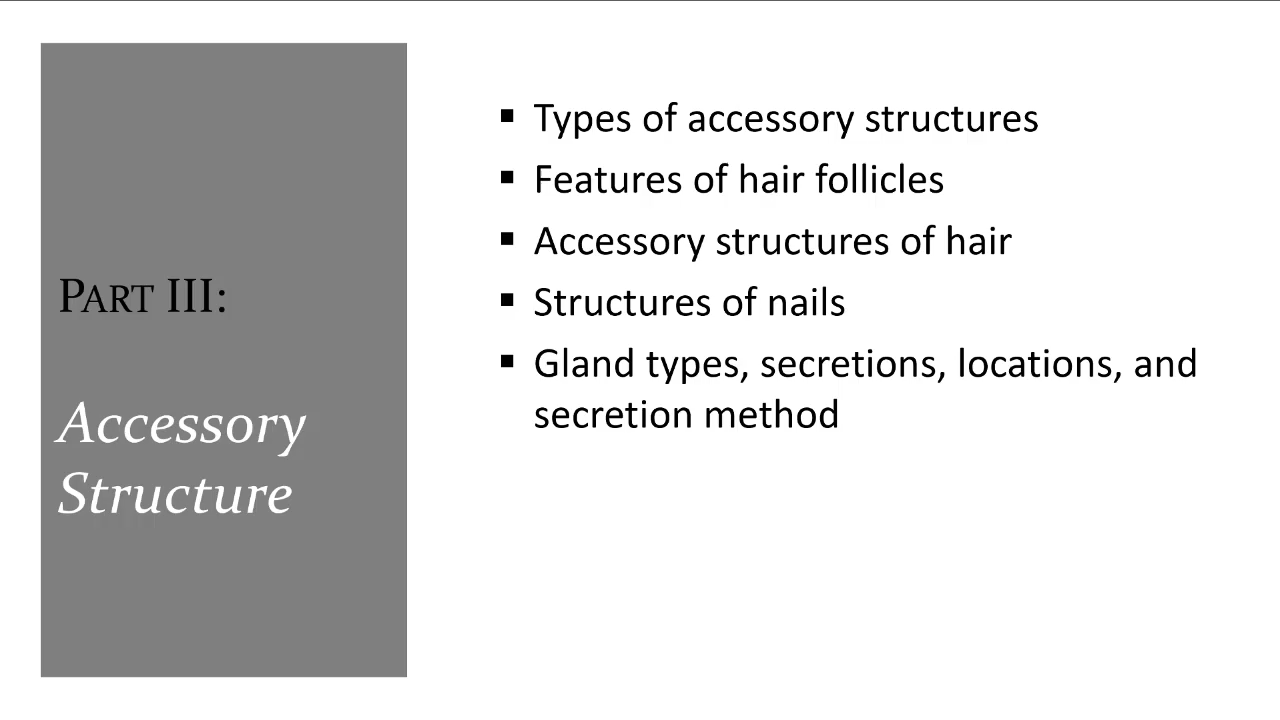 PART III:
Accessory
Structure
▪ Types of accessory structures
▪ Features of hair follicles
▪ Accessory structures of hair
▪ Structures of nails
▪ Gland types, secretions, locations, and
secretion method